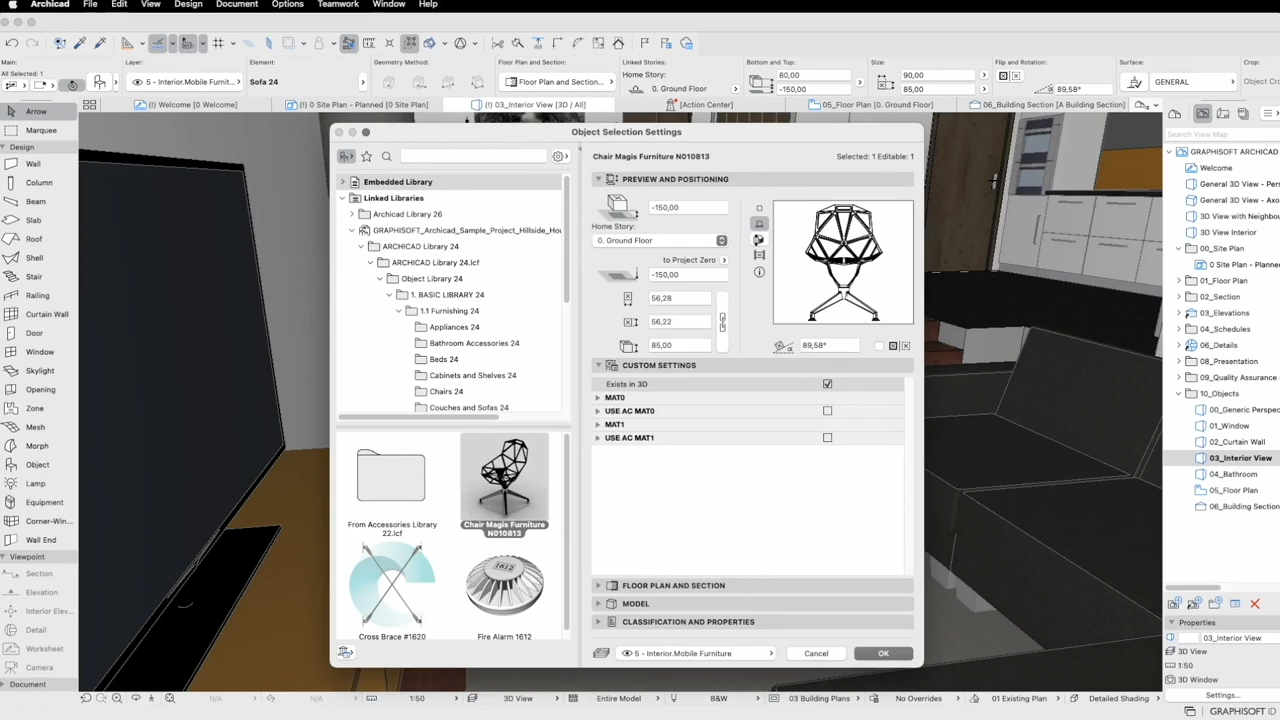 Archicad File Edit View Design Document Options Teamwork Window Help
Main:
All Selected: 1
Layer:
5 - Interior.Mobile Furnit...
Element:
Sofa 24
Geometry Method:
Floor Plan and Section:
Floor Plan and Section...
Linked Stories:
Home Story:
0. Ground Floor
Bottom and Top:
80,00
-150,00
Size:
90,00
85,00
Flip and Rotation:
89,58°
Surface:
GENERAL
Crop:
Object Cro
(!) Welcome [0 Welcome]
(!) 0 Site Plan - Planned [0 Site Plan]
(!) 03_Interior View [3D / All]
[Action Center]
05_Floor Plan [0. Ground Floor]
06_Building Section [A Building Section]
Arrow
Marquee
Design
Wall
Column
Beam
Slab
Roof
Shell
Stair
Railing
Curtain Wall
Door
Window
Skylight
Opening
Zone
Mesh
Morph
Object
Lamp
Equipment
Corner-Win...
Wall End
Viewpoint
Section
Elevation
Interior Elev...
Detail
Worksheet
Camera
Document
Object Selection Settings
Embedded Library
Linked Libraries
Archicad Library 26
GRAPHISOFT_Archicad_Sample_Project_Hillside_Hou
ARCHICAD Library 24
ARCHICAD Library 24.lcf
Object Library 24
1. BASIC LIBRARY 24
1.1 Furnishing 24
Appliances 24
Bathroom Accessories 24
Beds 24
Cabinets and Shelves 24
Chairs 24
Couches and Sofas 24
From Accessories Library
22.lcf
Chair Magis Furniture
N010813
1612
Cross Brace #1620
Fire Alarm 1612
Chair Magis Furniture N010813
Selected: 1 Editable: 1
PREVIEW AND POSITIONING
-150,00
Home Story:
0. Ground Floor
to Project Zero
-150,00
56,28
56,22
85,00
89,58°
CUSTOM SETTINGS
Exists in 3D
MAT0
USE AC MAT0
MAT1
USE AC MAT1
FLOOR PLAN AND SECTION
MODEL
CLASSIFICATION AND PROPERTIES
5 - Interior.Mobile Furniture
Cancel
OK
Search View Map
GRAPHISOFT ARCHICAD
Welcome
General 3D View - Pers
General 3D View - Axo
3D View with Neighbo
3D View Interior
00_Site Plan
0 Site Plan - Planne
01_Floor Plan
02_Section
03_Elevations
04_Schedules
06_Details
08_Presentation
09_Quality Assurance
10_Objects
00_Generic Perspe
01_Window
02_Curtain Wall
03_Interior View
04_Bathroom
05_Floor Plan
06_Building Section
Properties
03_Interior View
3D View
1:50
3D Window
Settings...
N/A
N/A
1:50
3D View
Entire Model
B&W
03 Building Plans
No Overrides
01 Existing Plan
Detailed Shading
GRAPHISOFT ID